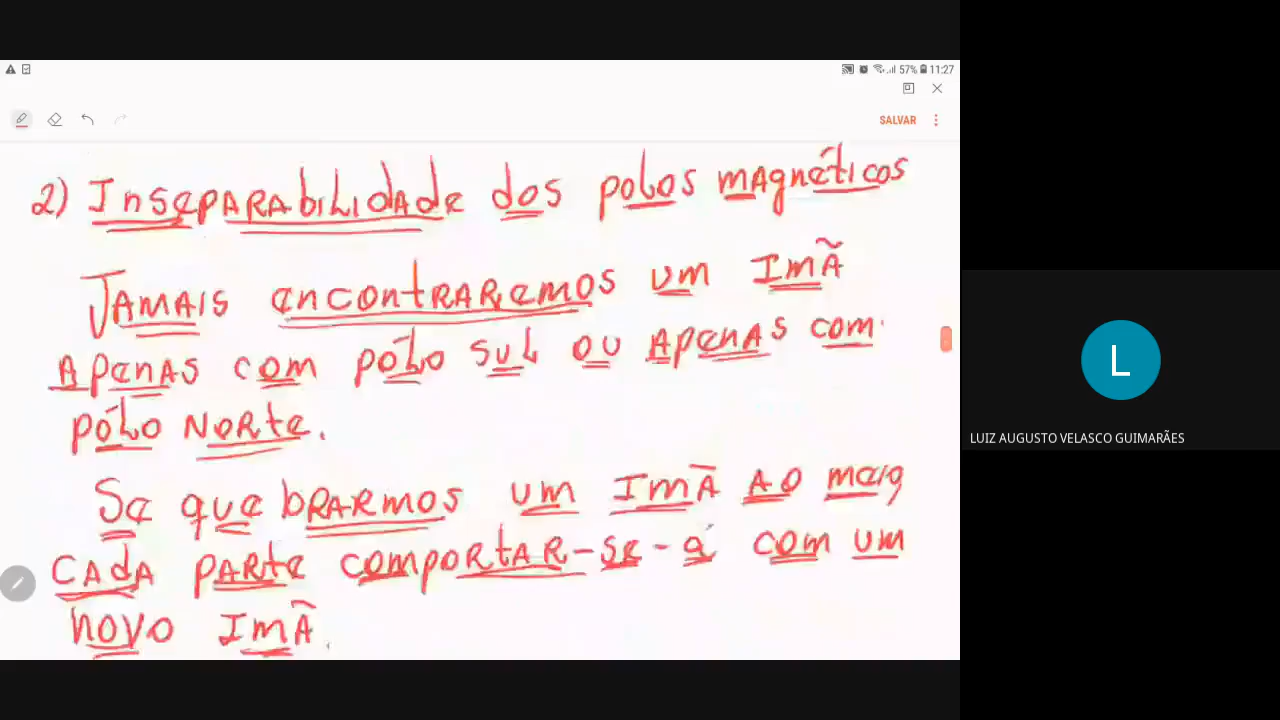 57% 11:27
SALVAR
2) Inseparabilidade dos polos magnéticos
Jamais encontraremos um Imã
Apenas com pólo sul ou Apenas com
pólo Norte.
Se quebrarmos um Imã Ao meio
Cada parte comportar-se-á com um
novo Imã.
L
LUIZ AUGUSTO VELASCO GUIMARÃES